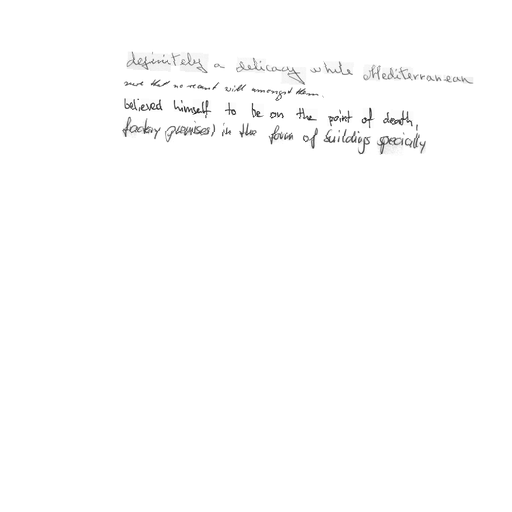 definitely a delicacy while Mediterranean
sure that no meant will amongst them.
believed himself to be on the point of death,
factory premises) in the form of buildings specially